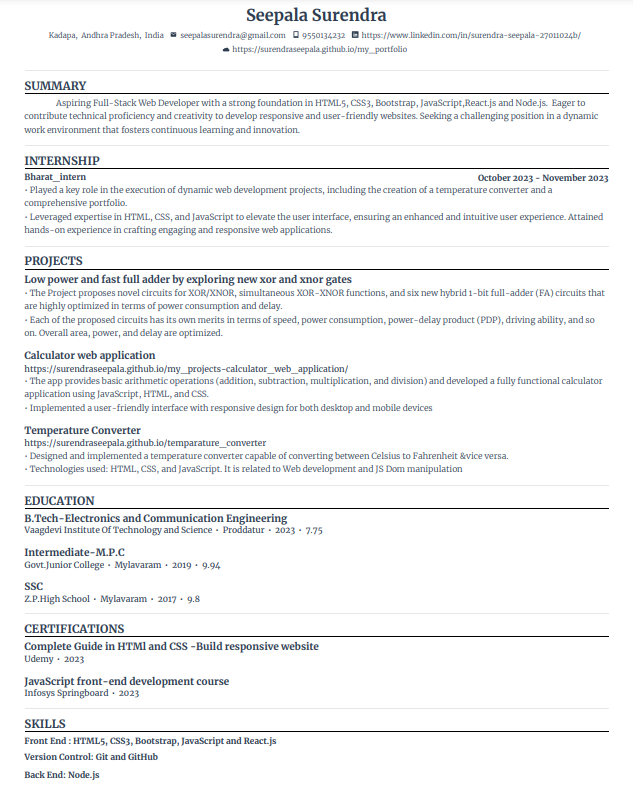 Seepala Surendra
Kadapa, Andhra Pradesh, India seepalasurendra@gmail.com 9550134232 https://www.linkedin.com/in/surendra-seepala-27011024b/
https://surendraseepala.github.io/my_portfolio
SUMMARY
Aspiring Full-Stack Web Developer with a strong foundation in HTML5, CSS3, Bootstrap, JavaScript,React.js and Node.js. Eager to
contribute technical proficiency and creativity to develop responsive and user-friendly websites. Seeking a challenging position in a dynamic
work environment that fosters continuous learning and innovation.
INTERNSHIP
Bharat_intern October 2023 - November 2023
• Played a key role in the execution of dynamic web development projects, including the creation of a temperature converter and a
comprehensive portfolio.
• Leveraged expertise in HTML, CSS, and JavaScript to elevate the user interface, ensuring an enhanced and intuitive user experience. Attained
hands-on experience in crafting engaging and responsive web applications.
PROJECTS
Low power and fast full adder by exploring new xor and xnor gates
• The Project proposes novel circuits for XOR/XNOR, simultaneous XOR-XNOR functions, and six new hybrid 1-bit full-adder (FA) circuits that
are highly optimized in terms of power consumption and delay.
• Each of the proposed circuits has its own merits in terms of speed, power consumption, power-delay product (PDP), driving ability, and so
on. Overall area, power, and delay are optimized.
Calculator web application
https://surendraseepala.github.io/my_projects-calculator_web_application/
• The app provides basic arithmetic operations (addition, subtraction, multiplication, and division) and developed a fully functional calculator
application using JavaScript, HTML, and CSS.
• Implemented a user-friendly interface with responsive design for both desktop and mobile devices
Temperature Converter
https://surendraseepala.github.io/temparature_converter
• Designed and implemented a temperature converter capable of converting between Celsius to Fahrenheit &vice versa.
• Technologies used: HTML, CSS, and JavaScript. It is related to Web development and JS Dom manipulation
EDUCATION
B.Tech-Electronics and Communication Engineering
Vaagdevi Institute Of Technology and Science • Proddatur • 2023 • 7.75
Intermediate-M.P.C
Govt.Junior College • Mylavaram • 2019 • 9.94
SSC
Z.P.High School • Mylavaram • 2017 • 9.8
CERTIFICATIONS
Complete Guide in HTMl and CSS -Build responsive website
Udemy • 2023
JavaScript front-end development course
Infosys Springboard • 2023
SKILLS
Front End : HTML5, CSS3, Bootstrap, JavaScript and React.js
Version Control: Git and GitHub
Back End: Node.js